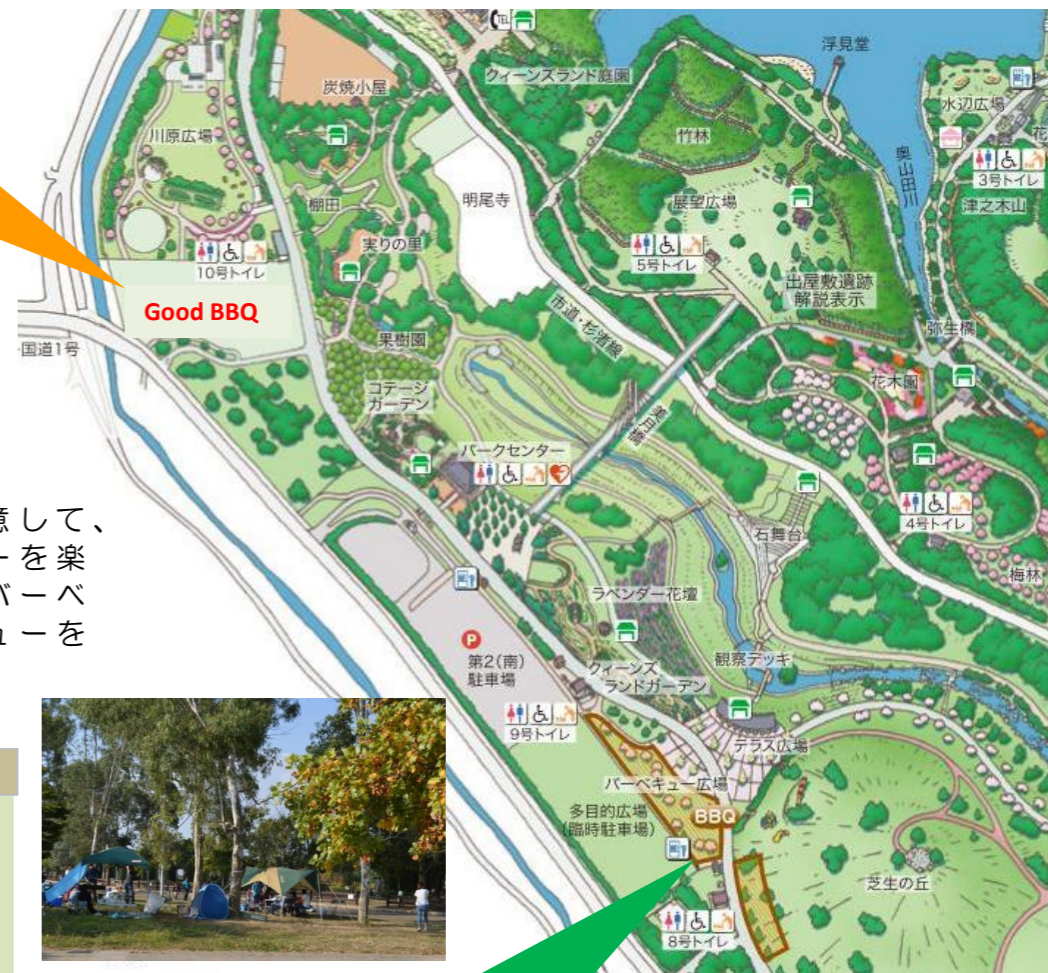 TEL
浮見堂
クィーンズランド庭園
炭焼小屋
水辺広場
川原広場
竹林
奥山田川
3号トイレ
明尾寺
展望広場
津之木山
棚田
実りの里
5号トイレ
10号トイレ
出屋敷遺跡
解説表示
Good BBQ
市道・杉渚線
弥生橋
国道1号
果樹園
花木園
コテージ
ガーデン
美月橋
パークセンター
4号トイレ
意して、
石舞台
ーを楽
梅林
バーベ
ラベンダー花壇
ューを
P
第2(南)
駐車場
観察デッキ
クィーンズ
ランドガーデン
9号トイレ
テラス広場
バーベキュー広場
多目的広場
(臨時駐車場)
BBQ
芝生の丘
8号トイレ